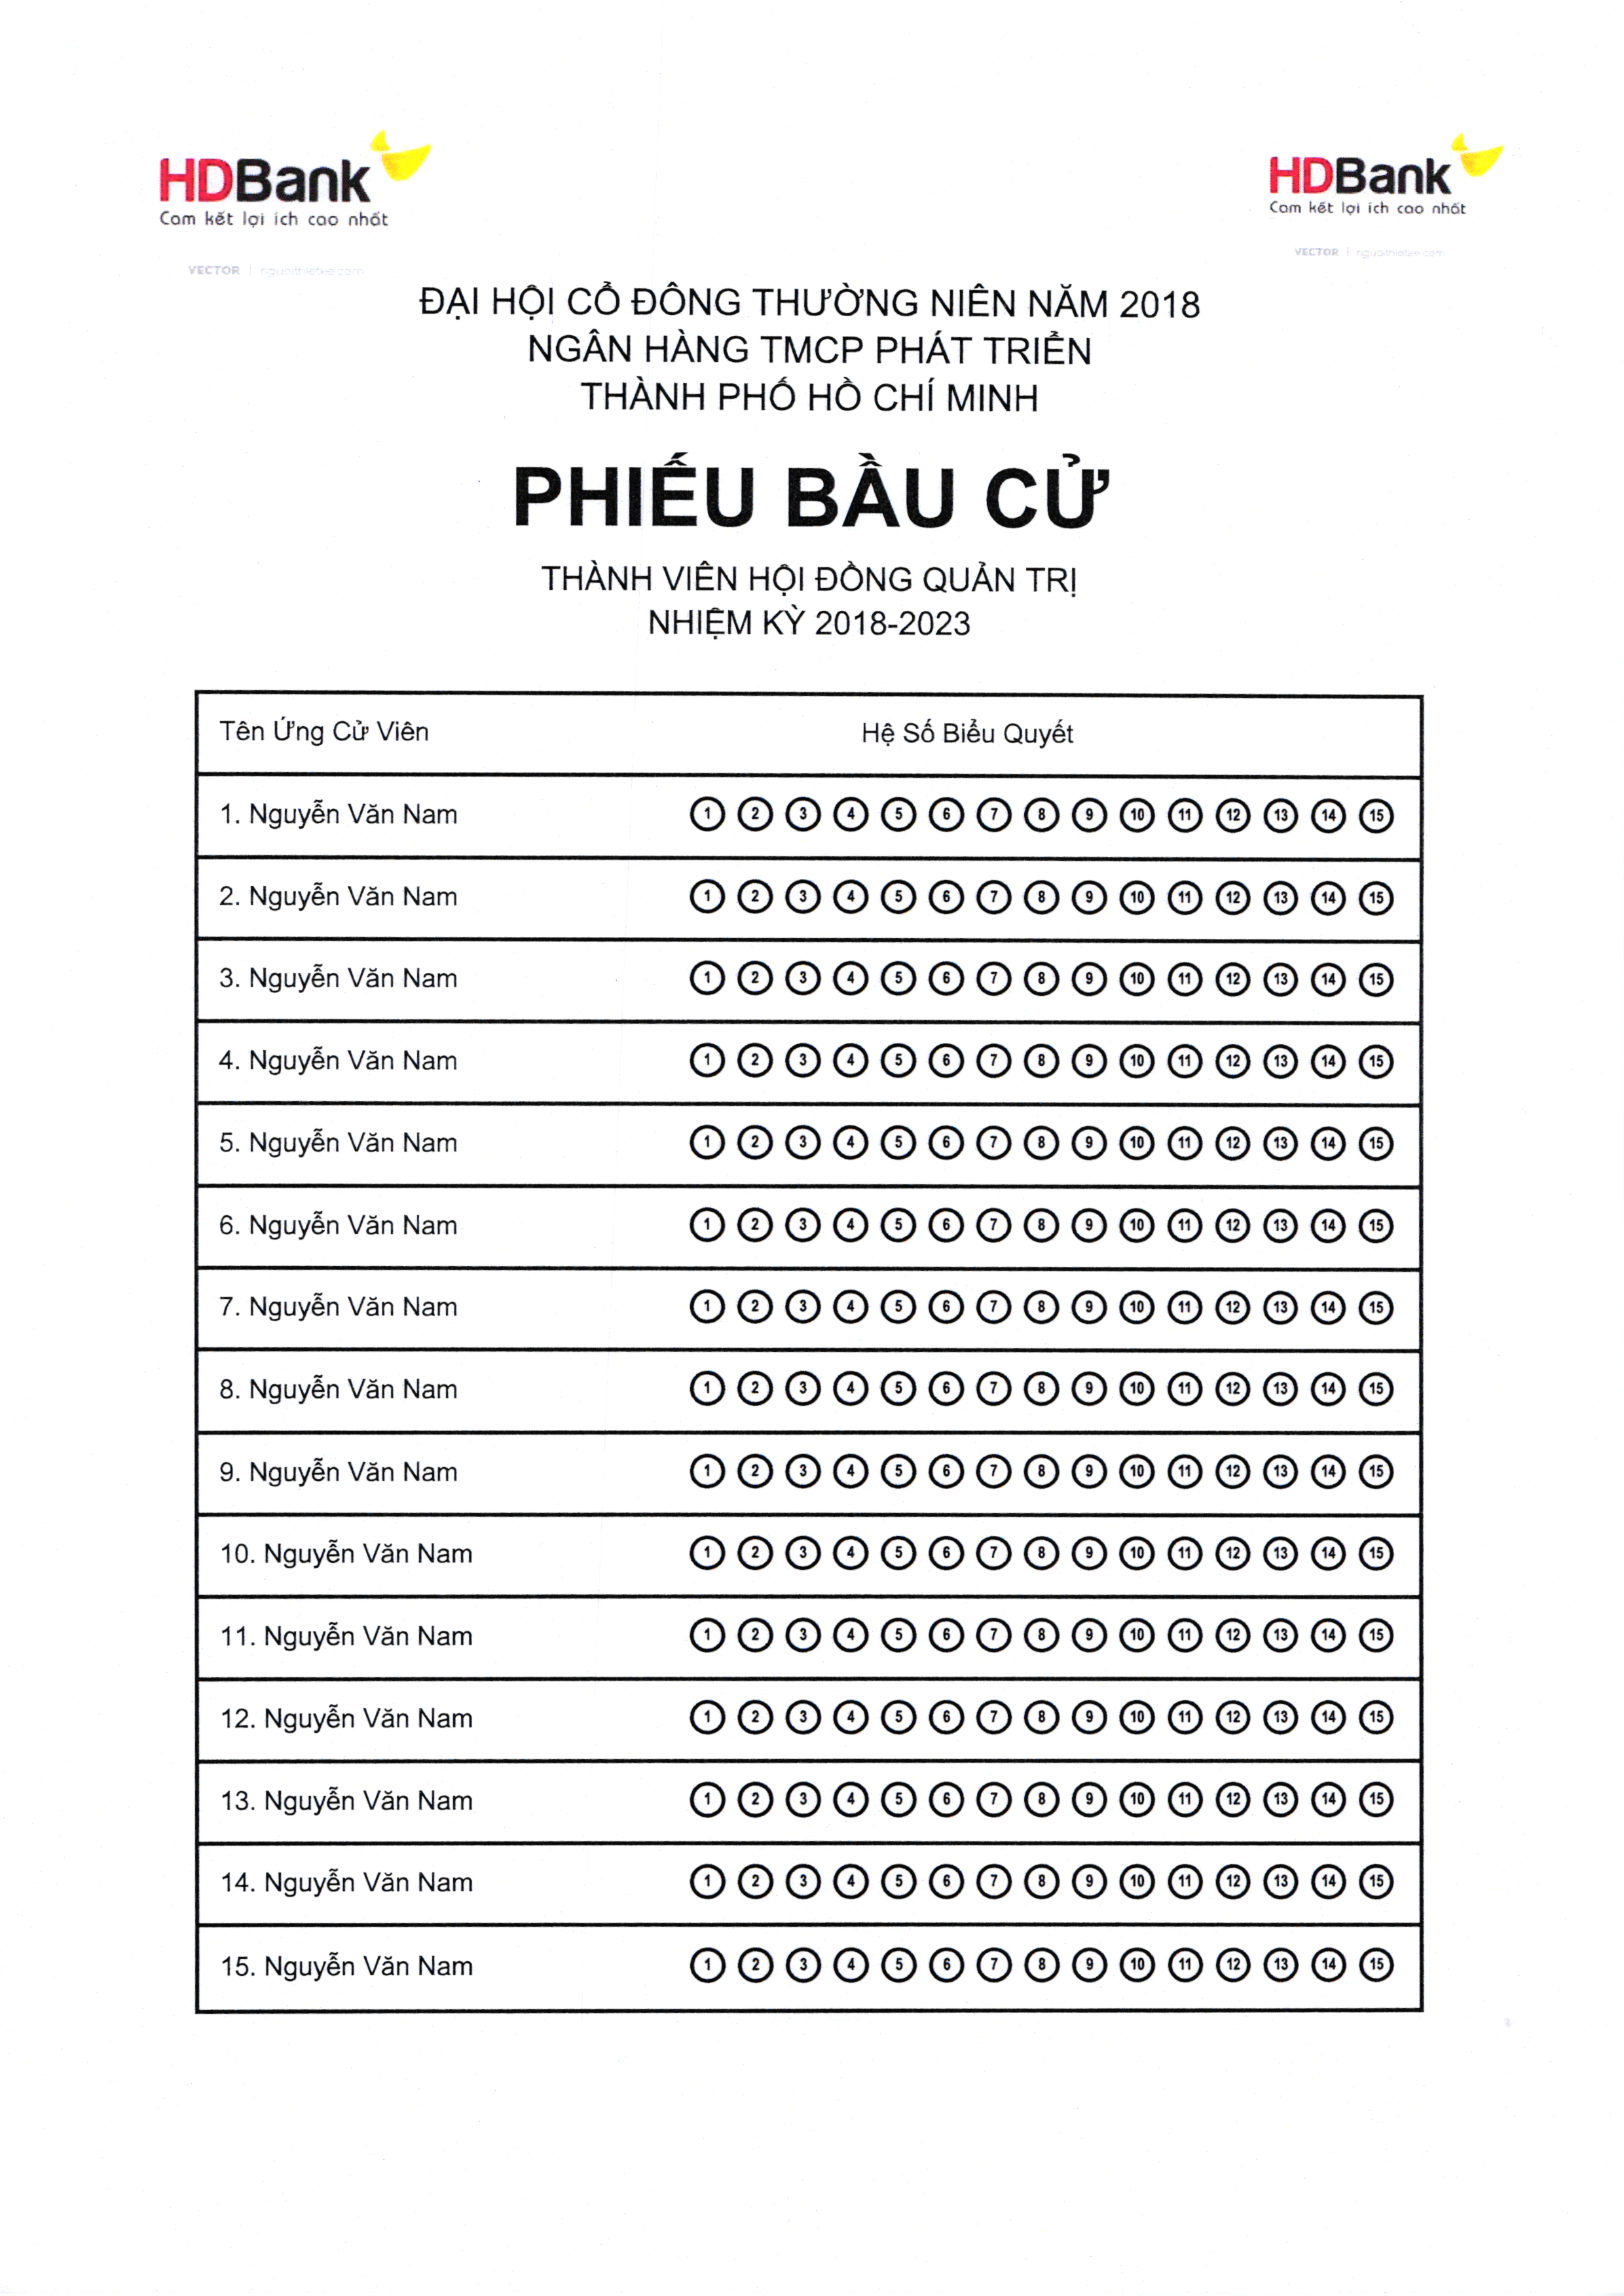 HDBank
Cam kết lợi ích cao nhất
VECTOR | nguoithietke.com
HDBank
Cam kết lợi ích cao nhất
VECTOR | nguoithietke.com
ĐẠI HỘI CỔ ĐÔNG THƯỜNG NIÊN NĂM 2018
NGÂN HÀNG TMCP PHÁT TRIỂN
THÀNH PHỐ HỒ CHÍ MINH
PHIẾU BẦU CỬ
THÀNH VIÊN HỘI ĐỒNG QUẢN TRỊ
NHIỆM KỲ 2018-2023
Tên Ứng Cử Viên Hệ Số Biểu Quyết
1. Nguyễn Văn Nam 1 2 3 4 5 6 7 8 9 10 11 12 13 14 15
2. Nguyễn Văn Nam 1 2 3 4 5 6 7 8 9 10 11 12 13 14 15
3. Nguyễn Văn Nam 1 2 3 4 5 6 7 8 9 10 11 12 13 14 15
4. Nguyễn Văn Nam 1 2 3 4 5 6 7 8 9 10 11 12 13 14 15
5. Nguyễn Văn Nam 1 2 3 4 5 6 7 8 9 10 11 12 13 14 15
6. Nguyễn Văn Nam 1 2 3 4 5 6 7 8 9 10 11 12 13 14 15
7. Nguyễn Văn Nam 1 2 3 4 5 6 7 8 9 10 11 12 13 14 15
8. Nguyễn Văn Nam 1 2 3 4 5 6 7 8 9 10 11 12 13 14 15
9. Nguyễn Văn Nam 1 2 3 4 5 6 7 8 9 10 11 12 13 14 15
10. Nguyễn Văn Nam 1 2 3 4 5 6 7 8 9 10 11 12 13 14 15
11. Nguyễn Văn Nam 1 2 3 4 5 6 7 8 9 10 11 12 13 14 15
12. Nguyễn Văn Nam 1 2 3 4 5 6 7 8 9 10 11 12 13 14 15
13. Nguyễn Văn Nam 1 2 3 4 5 6 7 8 9 10 11 12 13 14 15
14. Nguyễn Văn Nam 1 2 3 4 5 6 7 8 9 10 11 12 13 14 15
15. Nguyễn Văn Nam 1 2 3 4 5 6 7 8 9 10 11 12 13 14 15